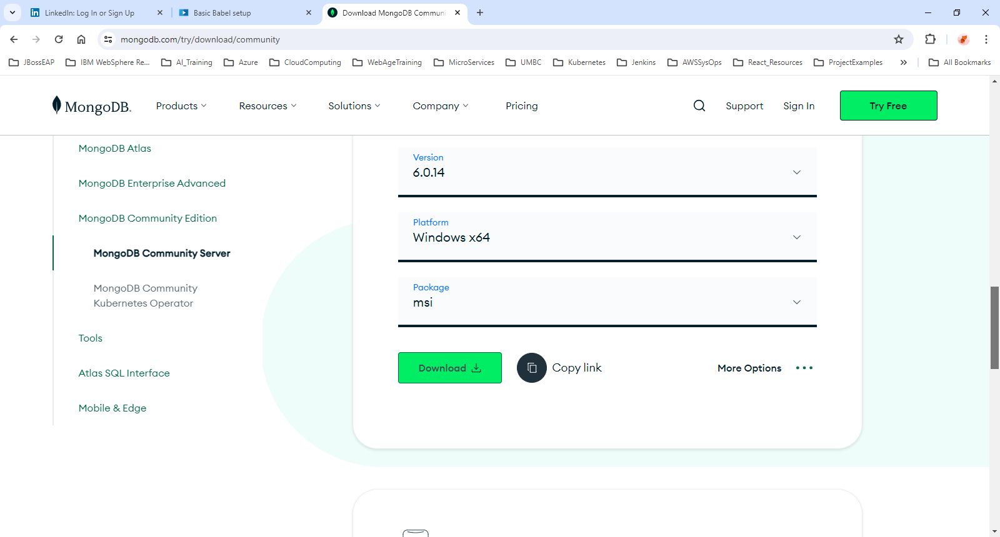 LinkedIn: Log In or Sign Up
Basic Babel setup
Download MongoDB Communi
mongodb.com/try/download/community
JBossEAP
IBM WebSphere Re...
AI_Training
Azure
CloudComputing
WebAgeTraining
MicroServices
UMBC
Kubernetes
Jenkins
AWSSysOps
React_Resources
ProjectExamples
All Bookmarks
MongoDB.
Products
Resources
Solutions
Company
Pricing
Support
Sign In
Try Free
MongoDB Atlas
MongoDB Enterprise Advanced
MongoDB Community Edition
MongoDB Community Server
MongoDB Community
Kubernetes Operator
Tools
Atlas SQL Interface
Mobile & Edge
Version
6.0.14
Platform
Windows x64
Package
msi
Download
Copy link
More Options